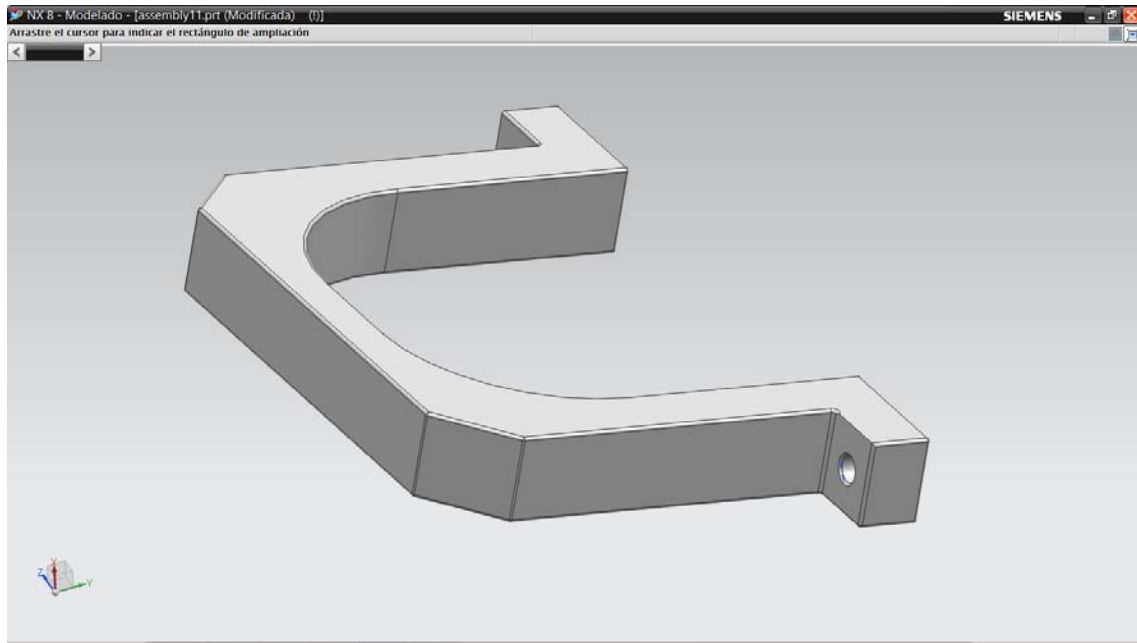 NX 8 - Modelado - [assembly11.prt (Modificada) (!)]
SIEMENS
Arrastre el cursor para indicar el rectángulo de ampliación
X
Z
Y